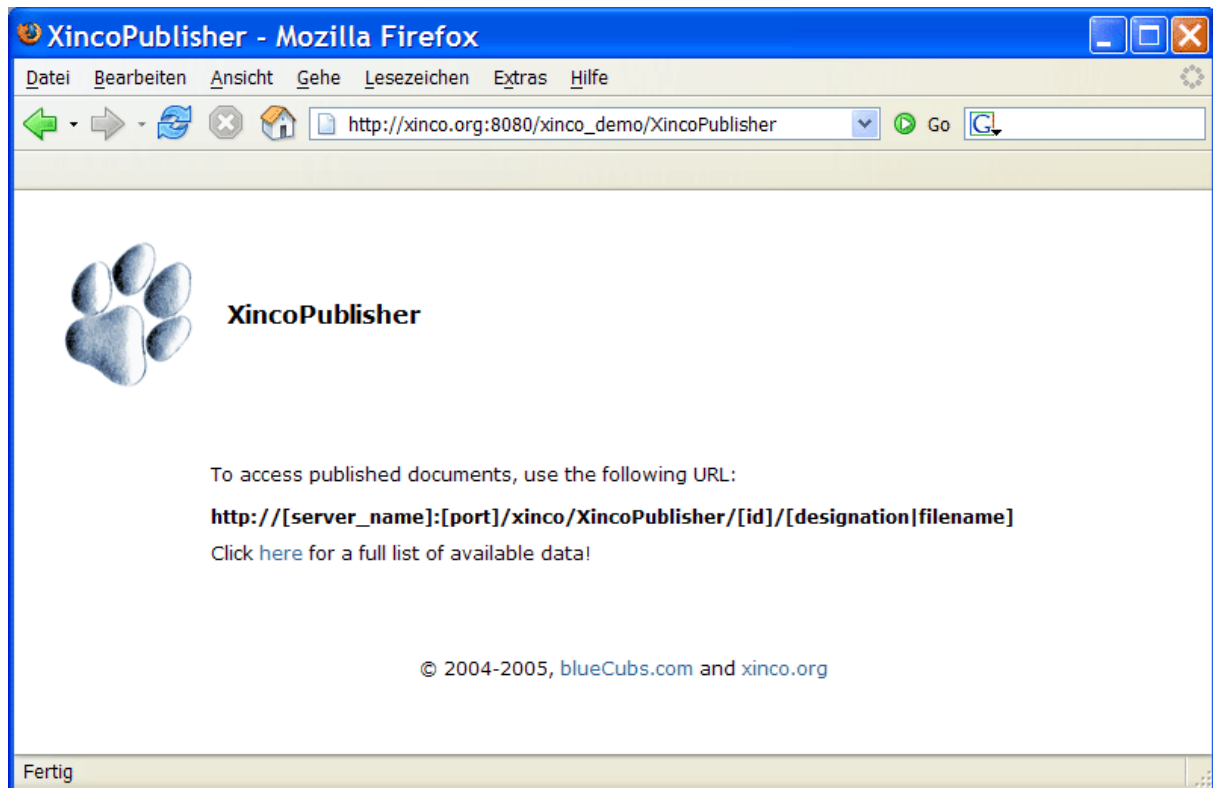 XincoPublisher - Mozilla Firefox
Datei Bearbeiten Ansicht Gehe Lesezeichen Extras Hilfe
http://xinco.org:8080/xinco_demo/XincoPublisher Go G
XincoPublisher
To access published documents, use the following URL:
http://[server_name]:[port]/xinco/XincoPublisher/[id]/[designation|filename]
Click here for a full list of available data!
© 2004-2005, blueCubs.com and xinco.org
Fertig